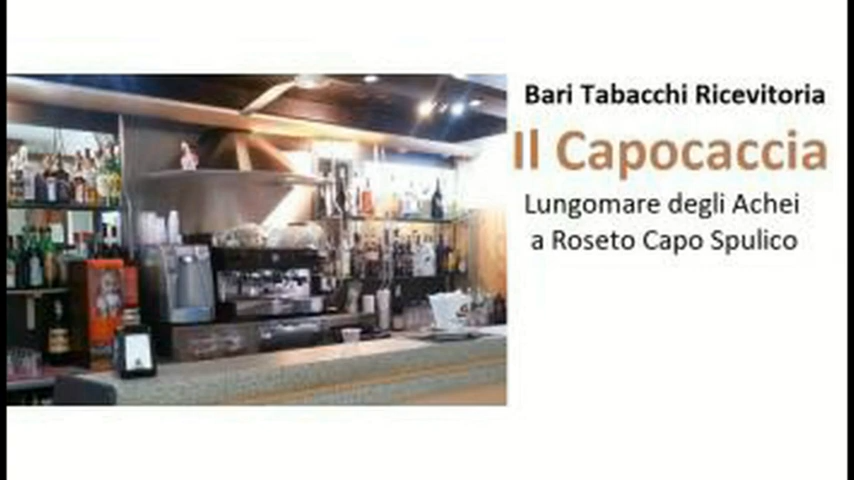 Bari Tabacchi Ricevitoria
Il Capocaccia
Lungomare degli Achei
a Roseto Capo Spulico